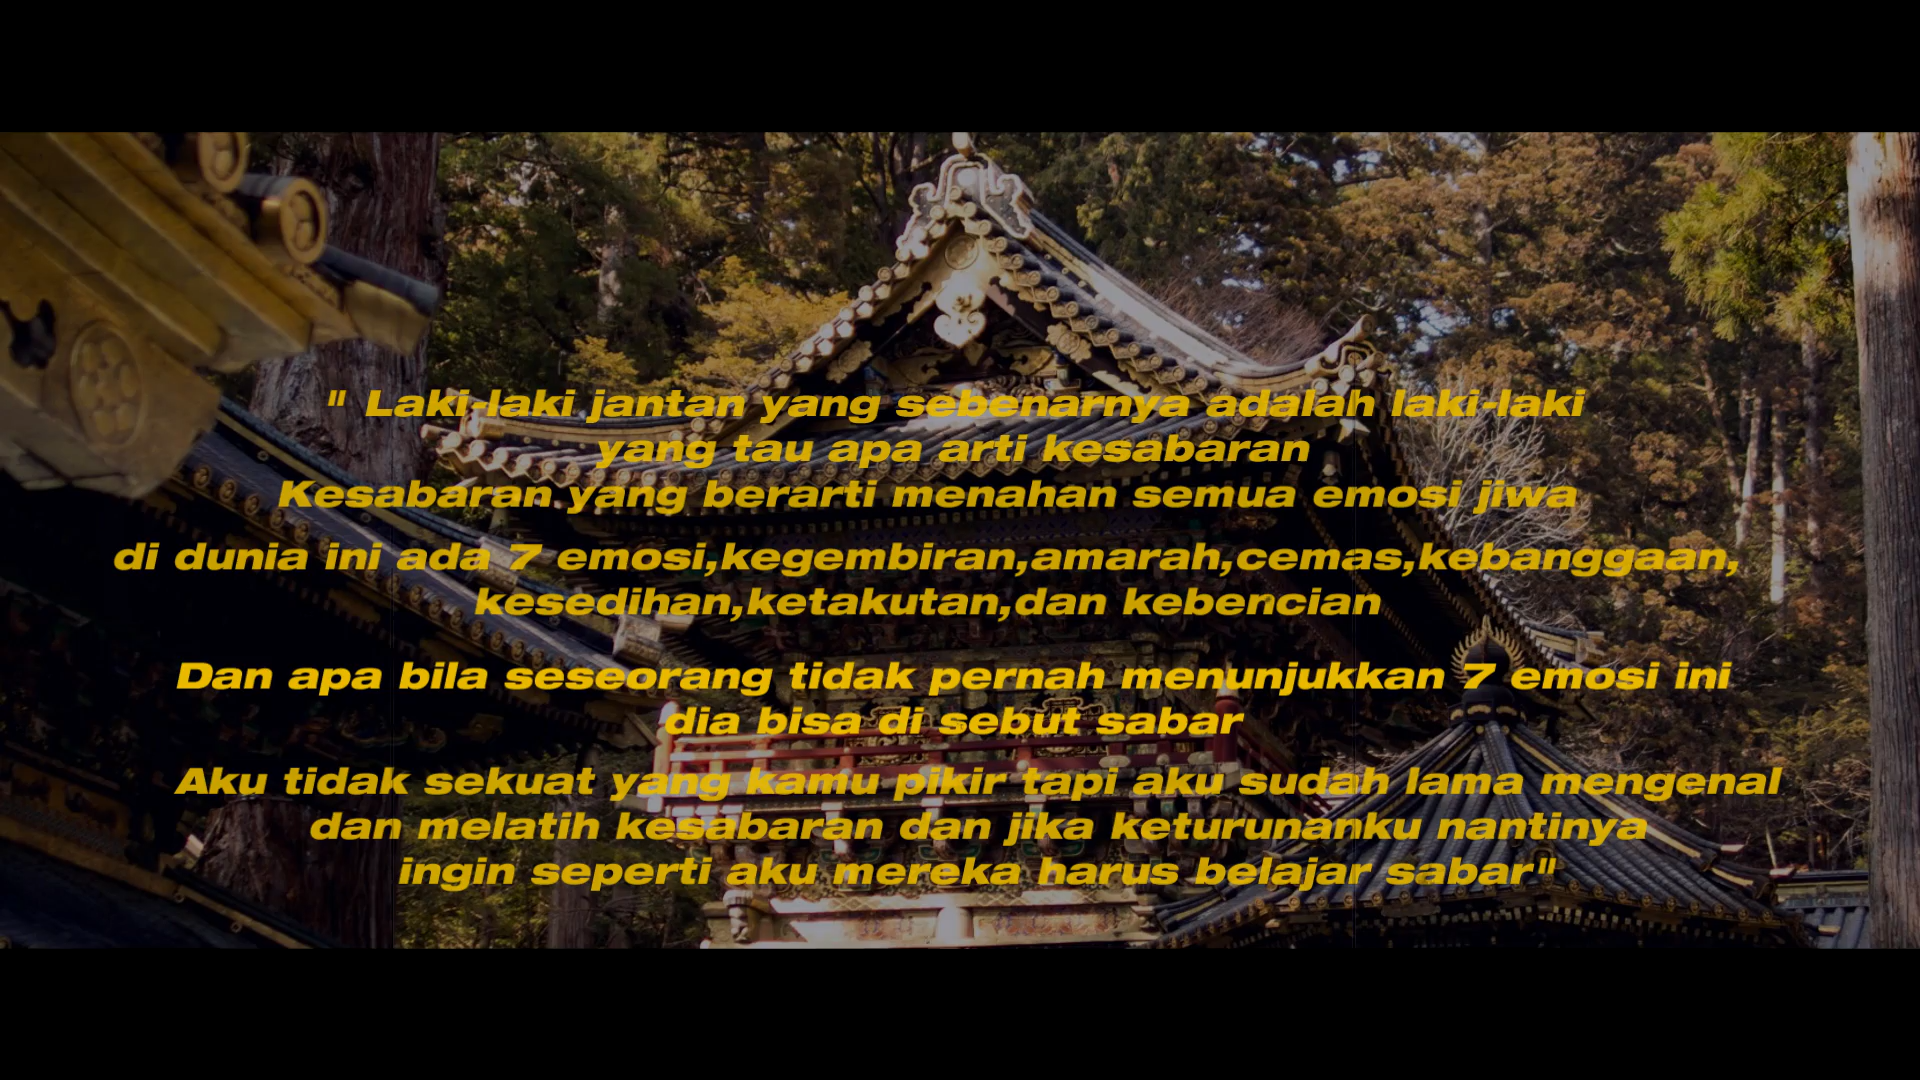 " Laki-laki jantan yang sebenarnya adalah laki-laki
yang tau apa arti kesabaran
Kesabaran yang berarti menahan semua emosi jiwa
di dunia ini ada 7 emosi,kegembiran,amarah,cemas,kebanggaan,
kesedihan,ketakutan,dan kebencian
Dan apa bila seseorang tidak pernah menunjukkan 7 emosi ini
dia bisa di sebut sabar
Aku tidak sekuat yang kamu pikir tapi aku sudah lama mengenal
dan melatih kesabaran dan jika keturunanku nantinya
ingin seperti aku mereka harus belajar sabar"